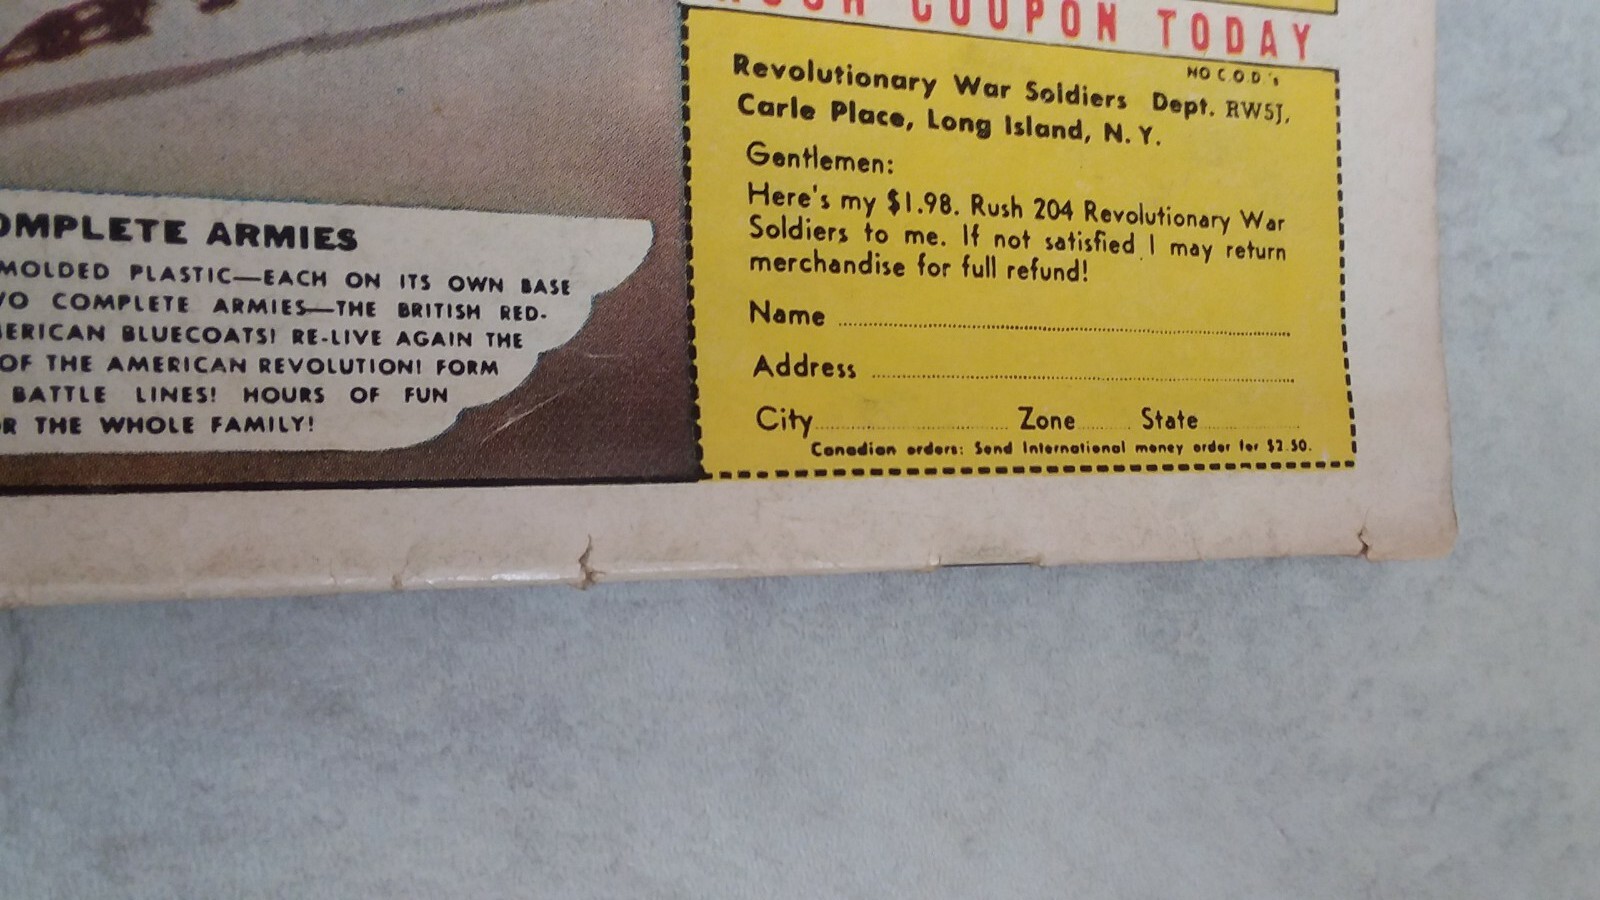 COUPON TODAY
COMPLETE ARMIES
MOLDED PLASTIC—EACH ON ITS OWN BASE
COMPLETE ARMIES—THE BRITISH RED-
BLUECOATS! RE-LIVE AGAIN THE
OF THE AMERICAN REVOLUTION! FORM
BATTLE LINES! HOURS OF FUN
THE WHOLE FAMILY!
NO C.O.D.'s
Revolutionary War Soldiers Dept. RW5J,
Carle Place, Long Island, N. Y.
Gentlemen:
Here's my $1.98. Rush 204 Revolutionary War
Soldiers to me. If not satisfied I may return
merchandise for full refund!
Name
Address
City Zone State
Canadian orders: Send International money order for $2.50.